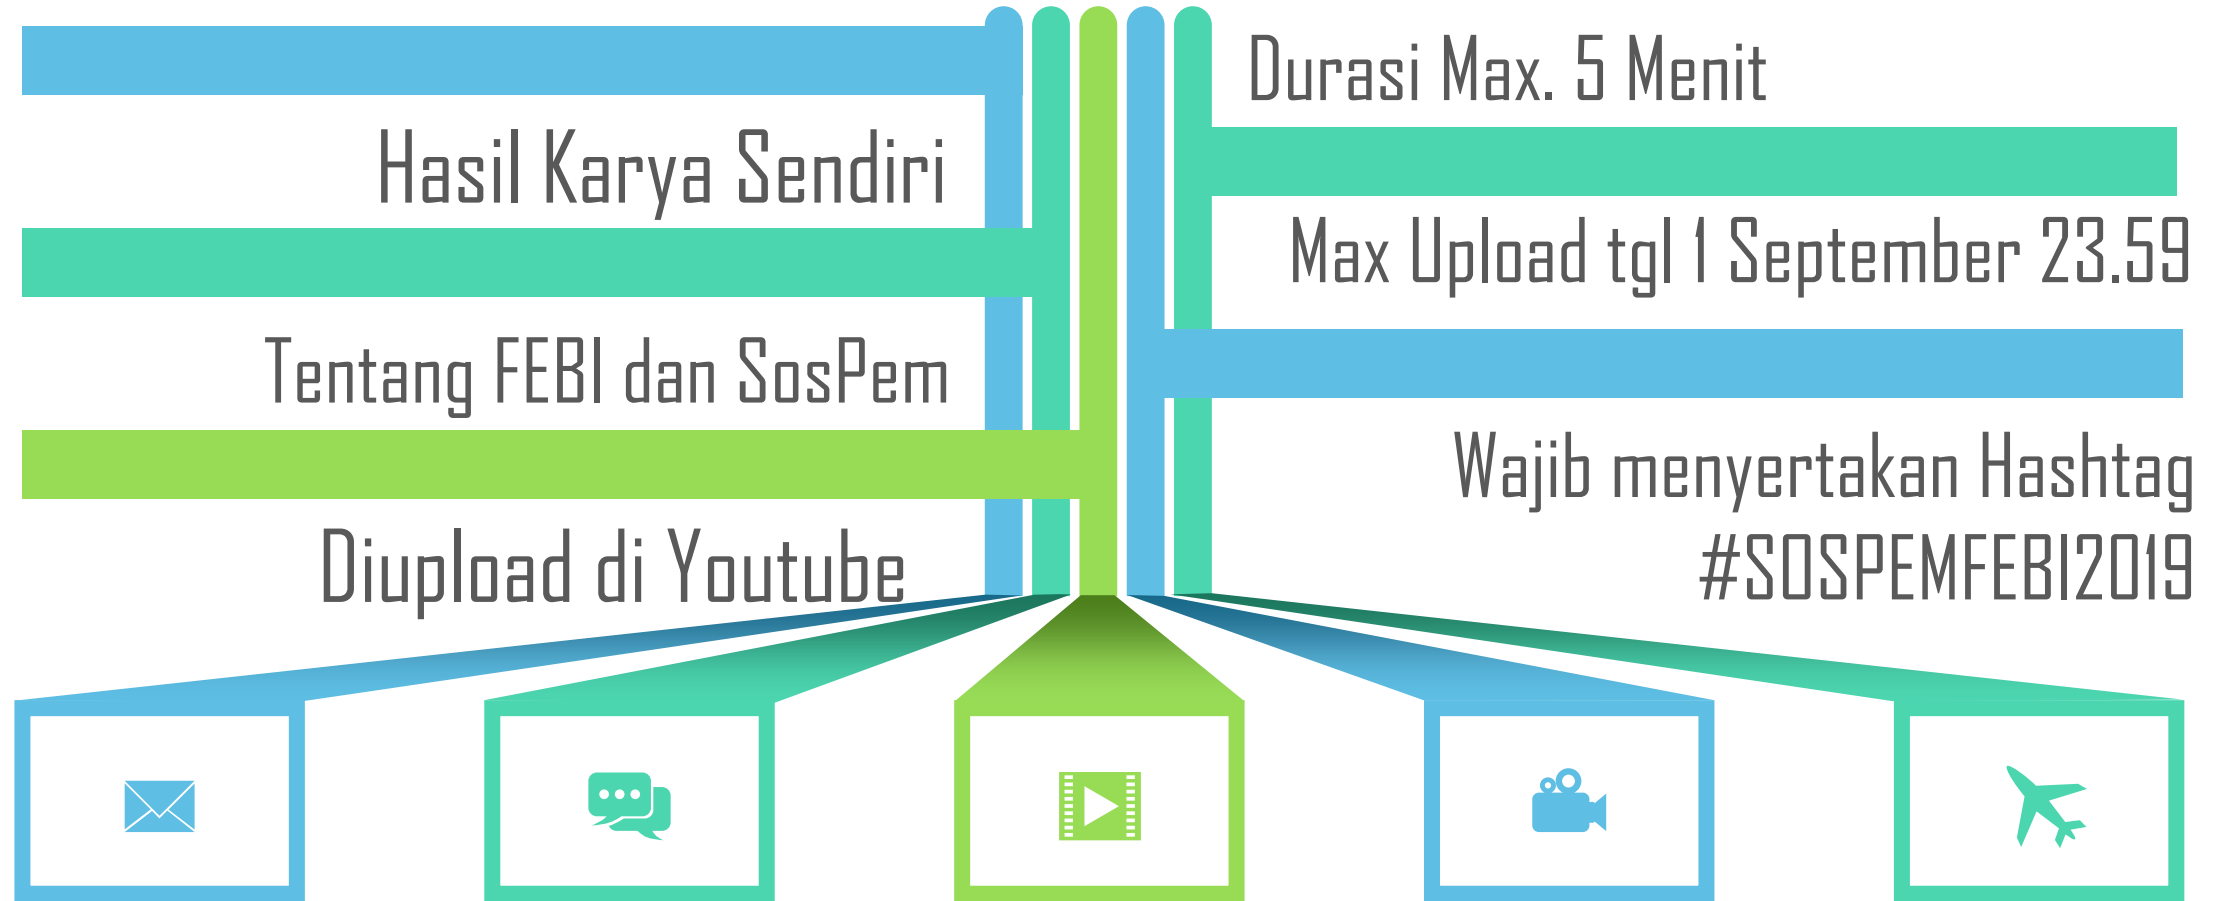 Hasil Karya Sendiri
Tentang FEBI dan SosPem
Diupload di Youtube
Durasi Max. 5 Menit
Max Upload tgl 1 September 23.59
Wajib menyertakan Hashtag
#SOSPEMFEBI2019